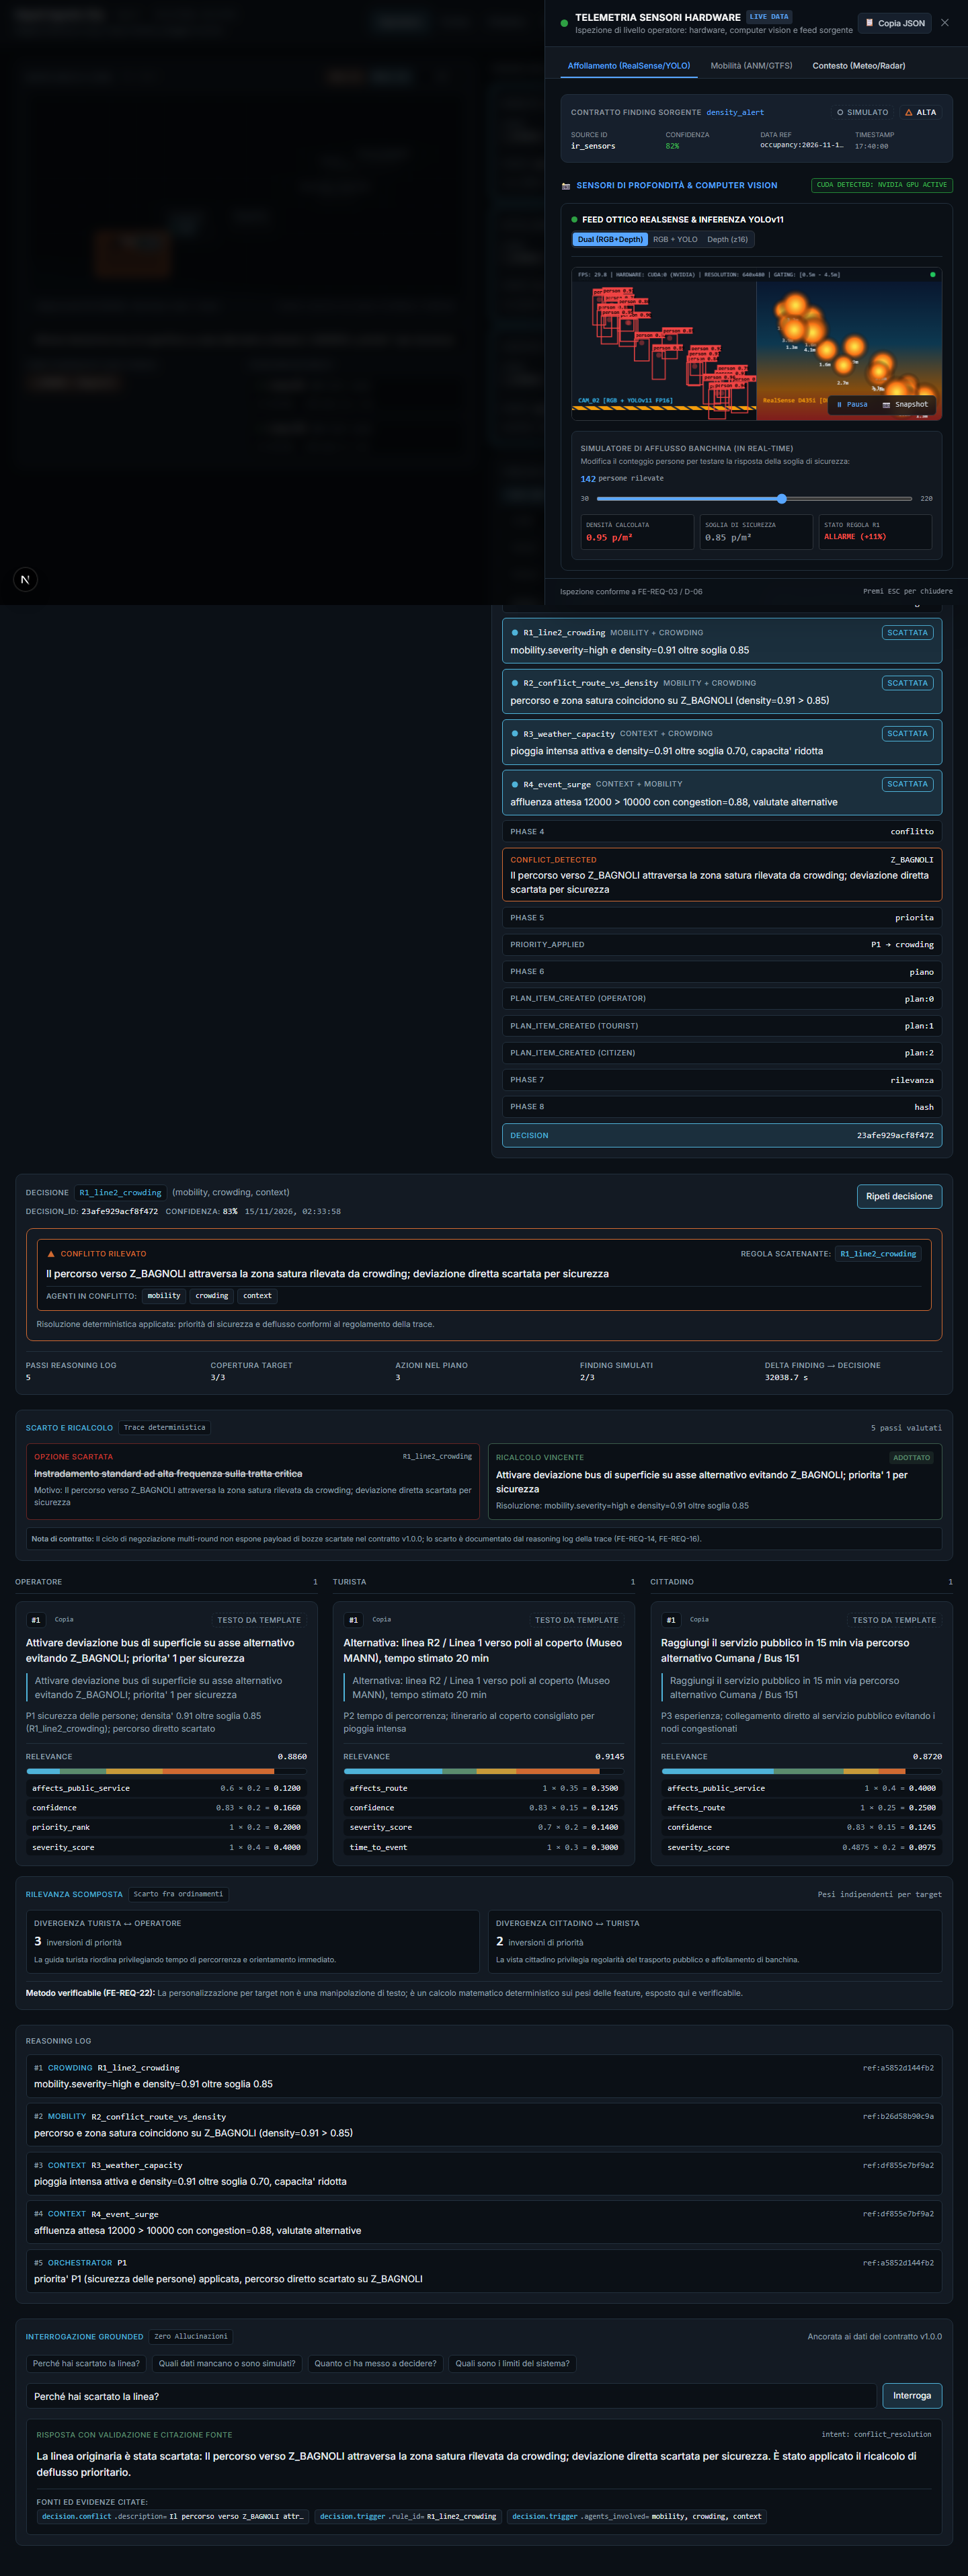 TELEMETRIA SENSORI HARDWARE LIVE DATA
Ispezione di livello operatore: hardware, computer vision e feed sorgente
Copia JSON
Affollamento (RealSense/YOLO) Mobilità (ANM/GTFS) Contesto (Meteo/Radar)
CONTRATTO FINDING SORGENTE density_alert SIMULATO ALTA
SOURCE ID CONFIDENZA DATA REF TIMESTAMP
ir_sensors 82% occupancy:2026-11-1… 17:40:00
SENSORI DI PROFONDITÀ & COMPUTER VISION CUDA DETECTED: NVIDIA GPU ACTIVE
FEED OTTICO REALSENSE & INFERENZA YOLOv11
Dual (RGB+Depth) RGB + YOLO Depth (z16)
FPS: 29.8 | HARDWARE: CUDA:0 (NVIDIA) | RESOLUTION: 640x480 | GATING: [0.5m - 4.5m]
CAM_02 [RGB + YOLOv11 FP16]
RealSense D435i
Pausa Snapshot
SIMULATORE DI AFFLUSSO BANCHINA (IN REAL-TIME)
Modifica il conteggio persone per testare la risposta della soglia di sicurezza:
142 persone rilevate
30 220
DENSITÀ CALCOLATA SOGLIA DI SICUREZZA STATO REGOLA R1
0.95 p/m² 0.85 p/m² ALLARME (+11%)
Ispezione conforme a FE-REQ-03 / D-06 Premi ESC per chiudere
R1_line2_crowding MOBILITY + CROWDING SCATTATA
mobility.severity=high e density=0.91 oltre soglia 0.85
R2_conflict_route_vs_density MOBILITY + CROWDING SCATTATA
percorso e zona satura coincidono su Z_BAGNOLI (density=0.91 > 0.85)
R3_weather_capacity CONTEXT + CROWDING SCATTATA
pioggia intensa attiva e density=0.91 oltre soglia 0.70, capacita' ridotta
R4_event_surge CONTEXT + MOBILITY SCATTATA
affluenza attesa 12000 > 10000 con congestion=0.88, valutate alternative
PHASE 4 conflitto
CONFLICT_DETECTED Z_BAGNOLI
Il percorso verso Z_BAGNOLI attraversa la zona satura rilevata da crowding; deviazione diretta
scartata per sicurezza
PHASE 5 priorita
PRIORITY_APPLIED P1 → crowding
PHASE 6 piano
PLAN_ITEM_CREATED (OPERATOR) plan:0
PLAN_ITEM_CREATED (TOURIST) plan:1
PLAN_ITEM_CREATED (CITIZEN) plan:2
PHASE 7 rilevanza
PHASE 8 hash
DECISION 23afe929acf8f472
DECISIONE R1_line2_crowding (mobility, crowding, context)
Ripeti decisione
DECISION_ID: 23afe929acf8f472 CONFIDENZA: 83% 15/11/2026, 02:33:58
CONFLITTO RILEVATO REGOLA SCATENANTE: R1_line2_crowding
Il percorso verso Z_BAGNOLI attraversa la zona satura rilevata da crowding; deviazione diretta scartata per sicurezza
AGENTI IN CONFLITTO: mobility crowding context
Risoluzione deterministica applicata: priorità di sicurezza e deflusso conformi al regolamento della trace.
PASSI REASONING LOG COPERTURA TARGET AZIONI NEL PIANO FINDING SIMULATI DELTA FINDING → DECISIONE
5 3/3 3 2/3 32038.7 s
SCARTO E RICALCOLO Trace deterministica 5 passi valutati
OPZIONE SCARTATA R1_line2_crowding
Instradamento standard ad alta frequenza sulla tratta critica
Motivo: Il percorso verso Z_BAGNOLI attraversa la zona satura rilevata da crowding; deviazione diretta scartata per
sicurezza
RICALCOLO VINCENTE ADOTTATO
Attivare deviazione bus di superficie su asse alternativo evitando Z_BAGNOLI; priorita' 1 per
sicurezza
Risoluzione: mobility.severity=high e density=0.91 oltre soglia 0.85
Nota di contratto: Il ciclo di negoziazione multi-round non espone payload di bozze scartate nel contratto v1.0.0; lo scarto è documentato dal reasoning log della trace (FE-REQ-14, FE-REQ-16).
OPERATORE 1
#1 Copia TESTO DA TEMPLATE
Attivare deviazione bus di superficie su asse alternativo
evitando Z_BAGNOLI; priorita' 1 per sicurezza
Attivare deviazione bus di superficie su asse alternativo
evitando Z_BAGNOLI; priorita' 1 per sicurezza
P1 sicurezza delle persone; densita' 0.91 oltre soglia 0.85
(R1_line2_crowding); percorso diretto scartato
RELEVANCE 0.8860
affects_public_service 0.6 × 0.2 = 0.1200
confidence 0.83 × 0.2 = 0.1660
priority_rank 1 × 0.2 = 0.2000
severity_score 1 × 0.4 = 0.4000
TURISTA 1
#1 Copia TESTO DA TEMPLATE
Alternativa: linea R2 / Linea 1 verso poli al coperto (Museo
MANN), tempo stimato 20 min
Alternativa: linea R2 / Linea 1 verso poli al coperto (Museo
MANN), tempo stimato 20 min
P2 tempo di percorrenza; itinerario al coperto consigliato per
pioggia intensa
RELEVANCE 0.9145
affects_route 1 × 0.35 = 0.3500
confidence 0.83 × 0.15 = 0.1245
severity_score 0.7 × 0.2 = 0.1400
time_to_event 1 × 0.3 = 0.3000
CITTADINO 1
#1 Copia TESTO DA TEMPLATE
Raggiungi il servizio pubblico in 15 min via percorso
alternativo Cumana / Bus 151
Raggiungi il servizio pubblico in 15 min via percorso
alternativo Cumana / Bus 151
P3 esperienza; collegamento diretto al servizio pubblico evitando i
nodi congestionati
RELEVANCE 0.8720
affects_public_service 1 × 0.4 = 0.4000
affects_route 1 × 0.25 = 0.2500
confidence 0.83 × 0.15 = 0.1245
severity_score 0.4875 × 0.2 = 0.0975
RILEVANZA SCOMPOSTA Scarto fra ordinamenti Pesi indipendenti per target
DIVERGENZA TURISTA ↔ OPERATORE
3 inversioni di priorità
La guida turista riordina privilegiando tempo di percorrenza e orientamento immediato.
DIVERGENZA CITTADINO ↔ TURISTA
2 inversioni di priorità
La vista cittadino privilegia regolarità del trasporto pubblico e affollamento di banchina.
Metodo verificabile (FE-REQ-22): La personalizzazione per target non è una manipolazione di testo; è un calcolo matematico deterministico sui pesi delle feature, esposto qui e verificabile.
REASONING LOG
#1 CROWDING R1_line2_crowding ref:a5852d144fb2
mobility.severity=high e density=0.91 oltre soglia 0.85
#2 MOBILITY R2_conflict_route_vs_density ref:b26d58b90c9a
percorso e zona satura coincidono su Z_BAGNOLI (density=0.91 > 0.85)
#3 CONTEXT R3_weather_capacity ref:df855e7bf9a2
pioggia intensa attiva e density=0.91 oltre soglia 0.70, capacita' ridotta
#4 CONTEXT R4_event_surge ref:df855e7bf9a2
affluenza attesa 12000 > 10000 con congestion=0.88, valutate alternative
#5 ORCHESTRATOR P1 ref:a5852d144fb2
priorita' P1 (sicurezza delle persone) applicata, percorso diretto scartato su Z_BAGNOLI
INTERROGAZIONE GROUNDED Zero Allucinazioni Ancorata ai dati del contratto v1.0.0
Perché hai scartato la linea? Quali dati mancano o sono simulati? Quanto ci ha messo a decidere? Quali sono i limiti del sistema?
Perché hai scartato la linea? Interroga
RISPOSTA CON VALIDAZIONE E CITAZIONE FONTE intent: conflict_resolution
La linea originaria è stata scartata: Il percorso verso Z_BAGNOLI attraversa la zona satura rilevata da crowding; deviazione diretta scartata per sicurezza. È stato applicato il ricalcolo di
deflusso prioritario.
FONTI ED EVIDENZE CITATE:
decision.conflict .description= Il percorso verso Z_BAGNOLI attr… decision.trigger .rule_id= R1_line2_crowding decision.trigger .agents_involved= mobility, crowding, context